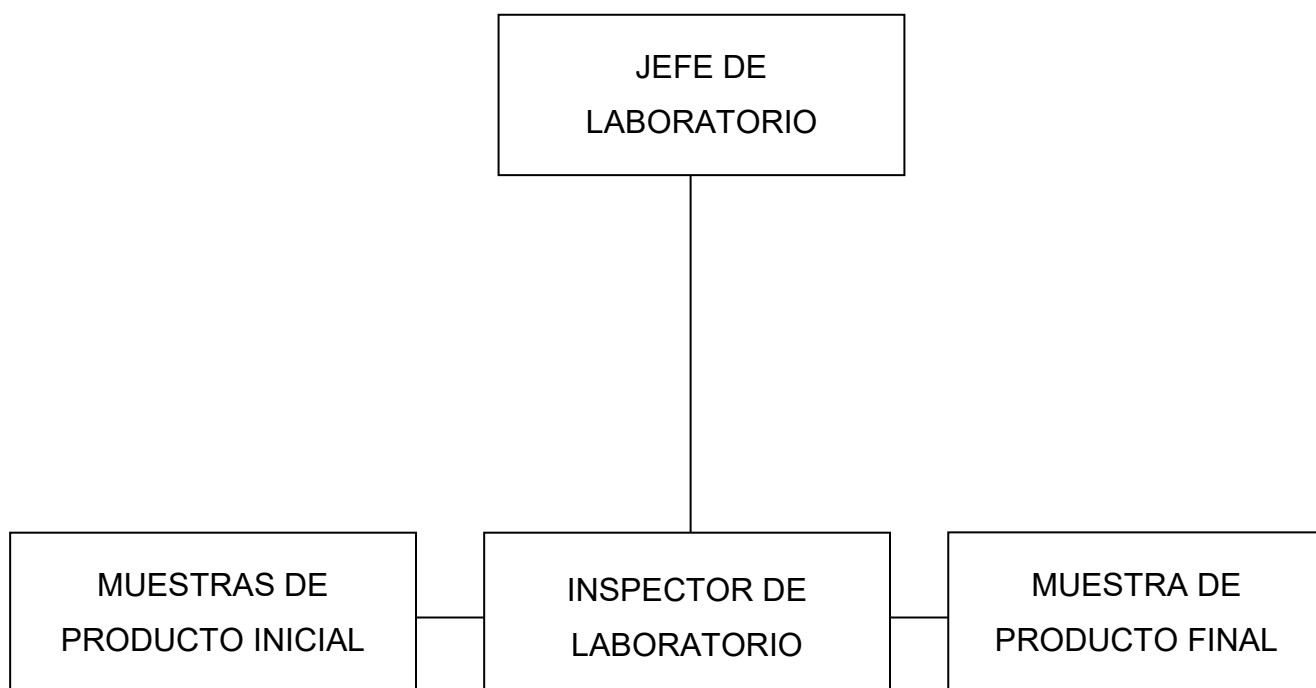 JEFE DE
LABORATORIO
MUESTRAS DE
PRODUCTO INICIAL
INSPECTOR DE
LABORATORIO
MUESTRA DE
PRODUCTO FINAL